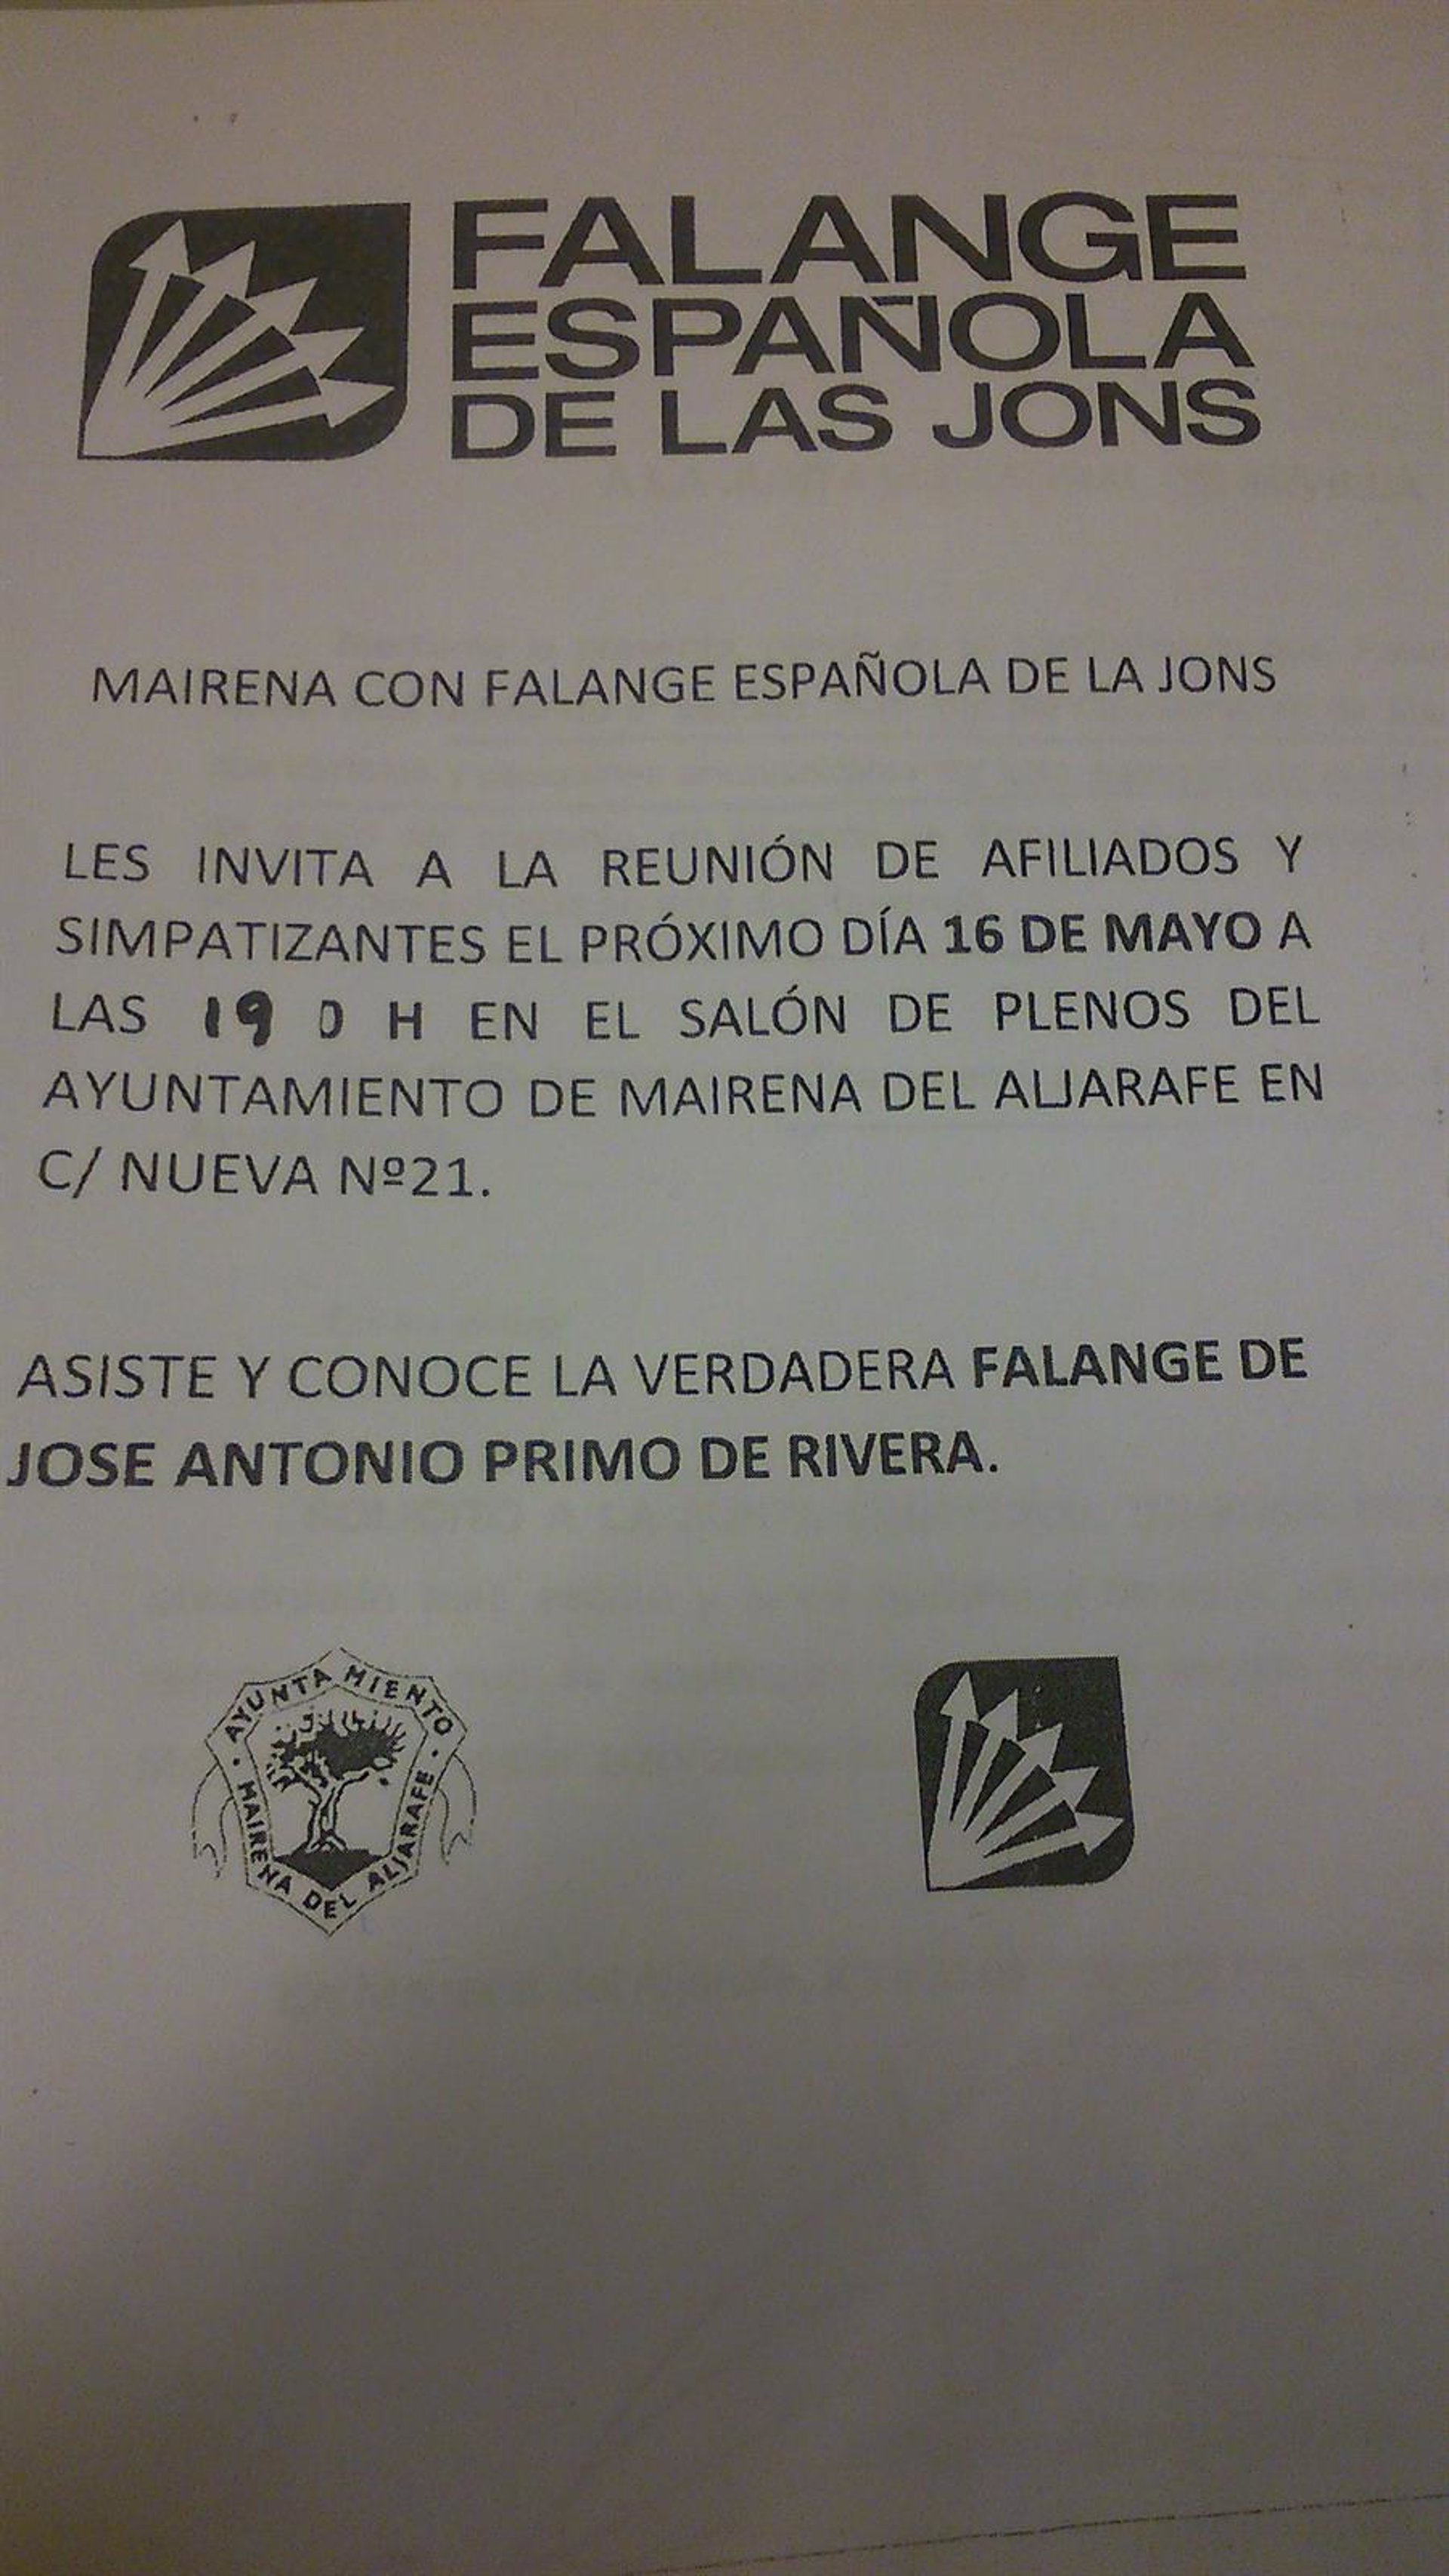 FALANGE
ESPAÑOLA
DE LAS JONS
MAIRENA CON FALANGE ESPAÑOLA DE LA JONS
LES INVITA A LA REUNIÓN DE AFILIADOS Y
SIMPATIZANTES EL PRÓXIMO DÍA 16 DE MAYO A
LAS 19 0 H EN EL SALÓN DE PLENOS DEL
AYUNTAMIENTO DE MAIRENA DEL ALJARAFE EN
C/ NUEVA Nº21.
ASISTE Y CONOCE LA VERDADERA FALANGE DE
JOSE ANTONIO PRIMO DE RIVERA.
AYUNTAMIENTO
MAIRENA DEL ALJARAFE